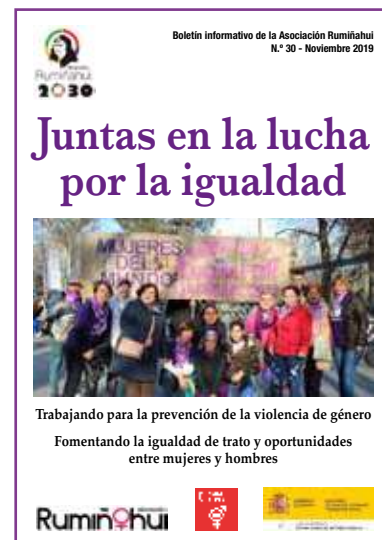 Boletín informativo de la Asociación Rumiñahui
N.º 30 - Noviembre 2019
Rumiñahui
2030
Juntas en la lucha
por la igualdad
MUJERES
DEL
MUNDO
Trabajando para la prevención de la violencia de género
Fomentando la igualdad de trato y oportunidades
entre mujeres y hombres
Rumiñahui